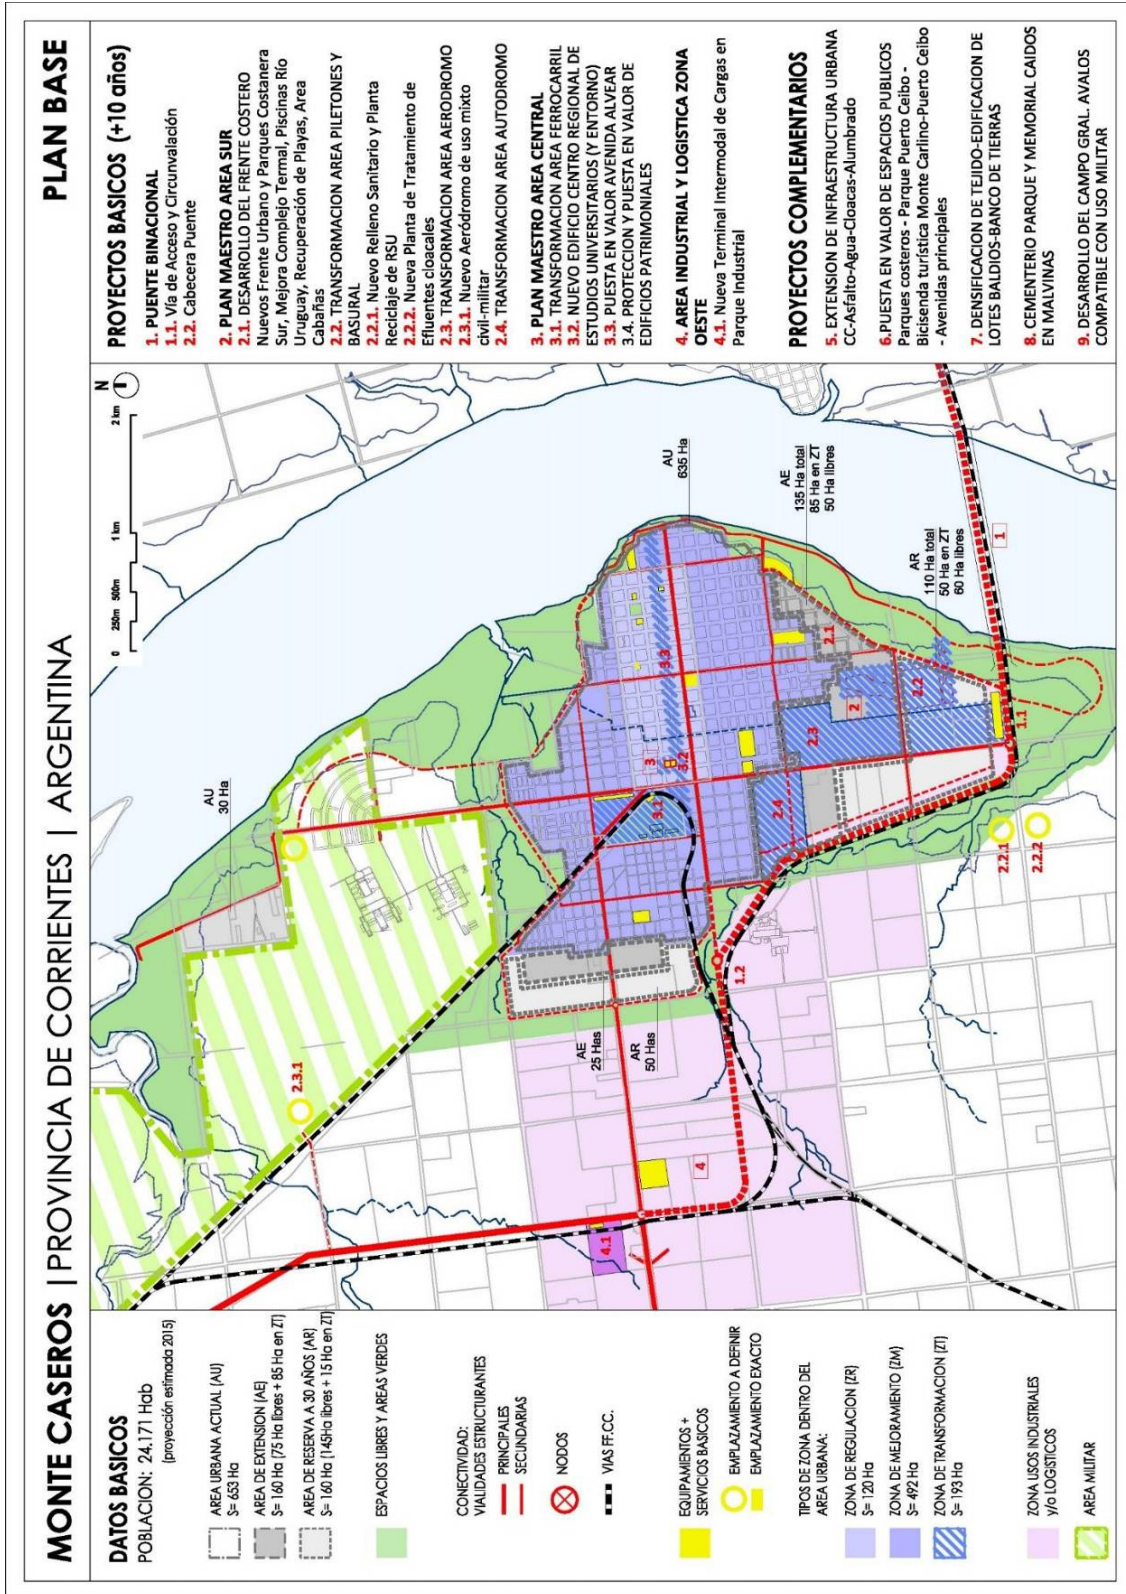 MONTE CASEROS | PROVINCIA DE CORRIENTES | ARGENTINA
PLAN BASE
DATOS BASICOS
POBLACION: 24.171 Hab
(proyección estimada 2015)
AREA URBANA ACTUAL (AU)
S= 653 Ha
AREA DE EXTENSION (AE)
S= 160 Ha (75 Ha libres + 85 Ha en ZT)
AREA DE RESERVA A 30 AÑOS (AR)
S= 160 Ha (145Ha libres + 15 Ha en ZT)
ESPACIOS LIBRES Y AREAS VERDES
CONECTIVIDAD:
VIALIDADES ESTRUCTURANTES
PRINCIPALES
SECUNDARIAS
NODOS
VIAS FF.CC.
EQUIPAMIENTOS +
SERVICIOS BASICOS
EMPLAZAMIENTO A DEFINIR
EMPLAZAMIENTO EXACTO
TIPOS DE ZONA DENTRO DEL
AREA URBANA:
ZONA DE REGULACION (ZR)
S= 120 Ha
ZONA DE MEJORAMIENTO (ZM)
S= 492 Ha
ZONA DE TRANSFORMACION (ZT)
S= 193 Ha
ZONA USOS INDUSTRIALES
y/o LOGISTICOS
AREA MILITAR
0 250m 500m 1 km 2 km
N
AU
30 Ha
2.3.1
AU
635 Ha
AE
25 Has
AR
50 Has
4.1
4
1.2
3.1
3
3.2
3.3
2.4
2.3
2
2.1
2.2
AE
135 Ha total
85 Ha en ZT
50 Ha libres
AR
110 Ha total
50 Ha en ZT
60 Ha libres
1.1
1
2.2.1
2.2.2
PROYECTOS BASICOS (+10 años)
1. PUENTE BINACIONAL
1.1. Vía de Acceso y Circunvalación
2.2. Cabecera Puente
2. PLAN MAESTRO AREA SUR
2.1. DESARROLLO DEL FRENTE COSTERO
Nuevos Frente Urbano y Parques Costanera
Sur, Mejora Complejo Termal, Piscinas Río
Uruguay, Recuperación de Playas, Area
Cabañas
2.2. TRANSFORMACION AREA PILETONES Y
BASURAL
2.2.1. Nuevo Relleno Sanitario y Planta
Reciclaje de RSU
2.2.2. Nueva Planta de Tratamiento de
Efluentes cloacales
2.3. TRANSFORMACION AREA AERODROMO
2.3.1. Nuevo Aeródromo de uso mixto
civil-militar
2.4. TRANSFORMACION AREA AUTODROMO
3. PLAN MAESTRO AREA CENTRAL
3.1. TRANSFORMACION AREA FERROCARRIL
3.2. NUEVO EDIFICIO CENTRO REGIONAL DE
ESTUDIOS UNIVERSITARIOS (Y ENTORNO)
3.3. PUESTA EN VALOR AVENIDA ALVEAR
3.4. PROTECCION Y PUESTA EN VALOR DE
EDIFICIOS PATRIMONIALES
4. AREA INDUSTRIAL Y LOGISTICA ZONA
OESTE
4.1. Nueva Terminal Intermodal de Cargas en
Parque Industrial
PROYECTOS COMPLEMENTARIOS
5. EXTENSION DE INFRAESTRUCTURA URBANA
CC-Asfalto-Agua-Cloacas-Alumbrado
6.PUESTA EN VALOR DE ESPACIOS PUBLICOS
Parques costeros - Parque Puerto Ceibo -
Bicisenda turística Monte Carlino-Puerto Ceibo
- Avenidas principales
7. DENSIFICACION DE TEJIDO-EDIFICACION DE
LOTES BALDIOS-BANCO DE TIERRAS
8. CEMENTERIO PARQUE Y MEMORIAL CAIDOS
EN MALVINAS
9. DESARROLLO DEL CAMPO GRAL. AVALOS
COMPATIBLE CON USO MILITAR